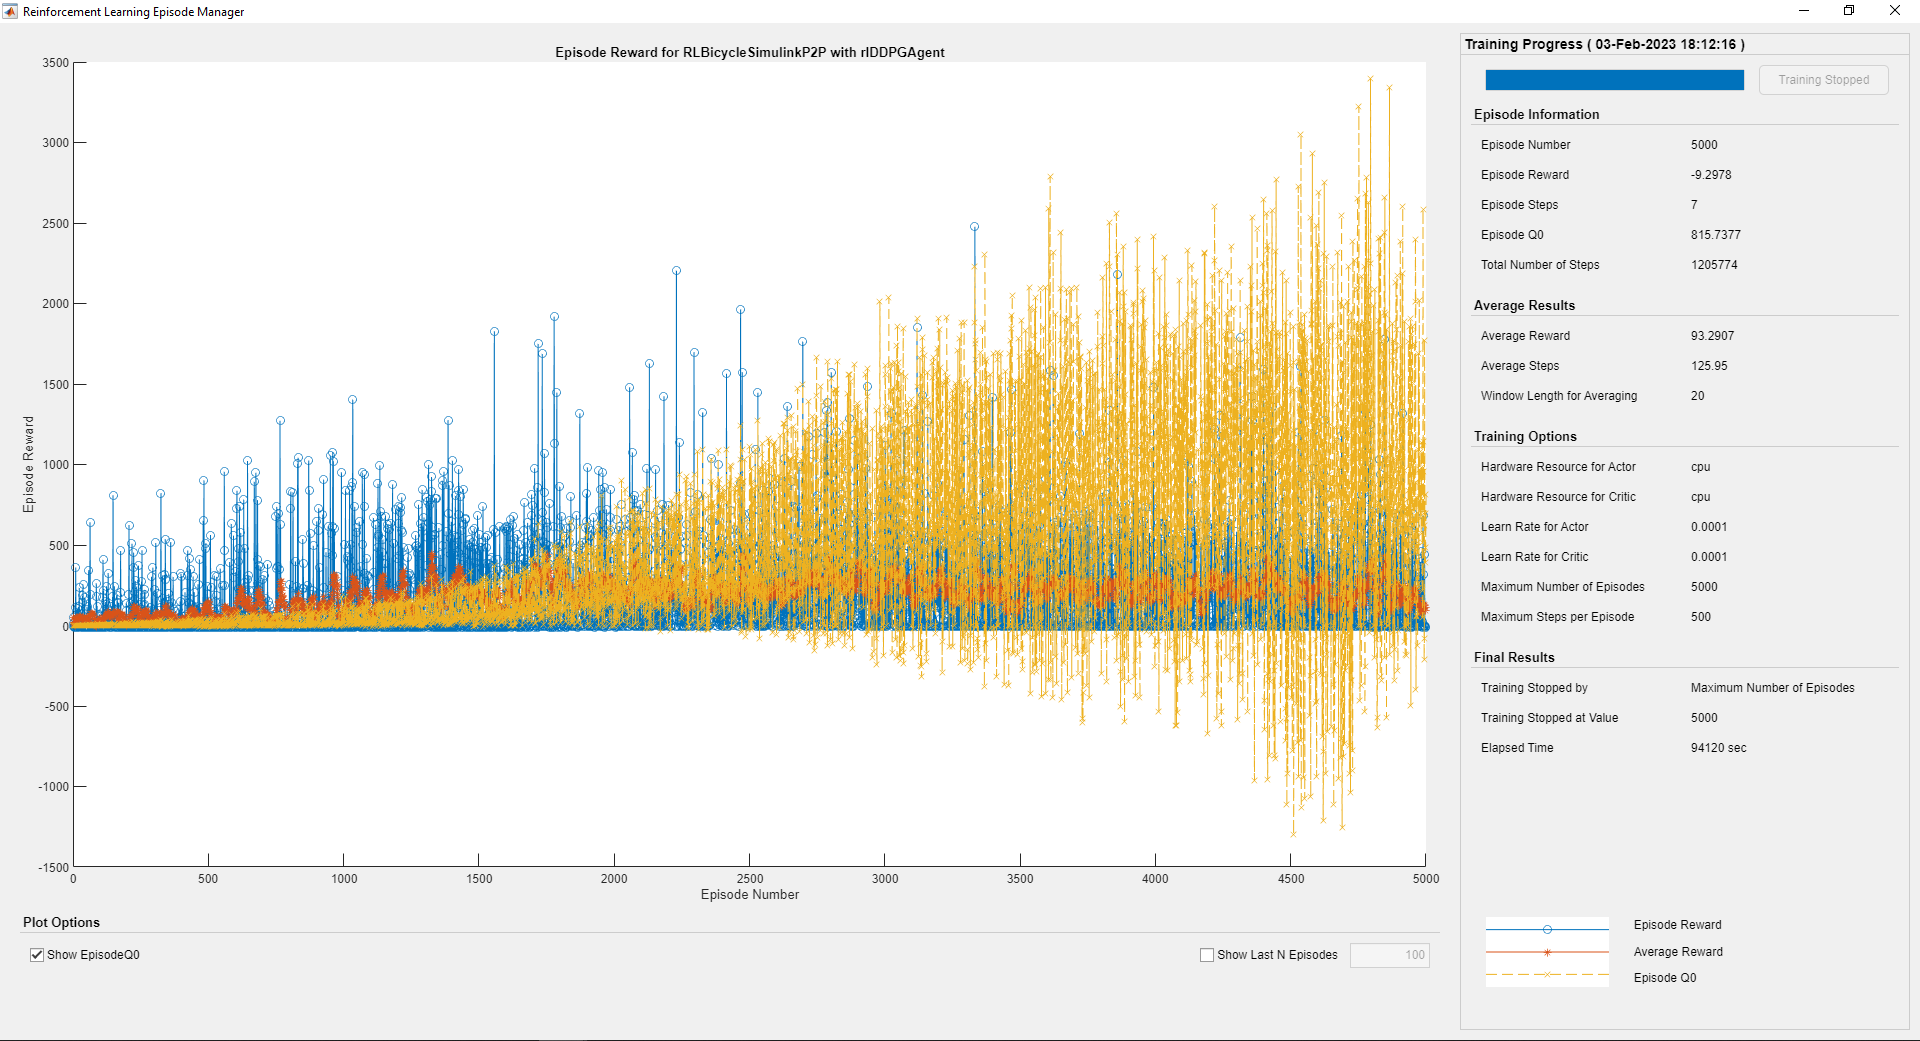 Reinforcement Learning Episode Manager
Episode Reward for RLBicycleSimulinkP2P with rlDDPGAgent
3500
3000
2500
2000
1500
1000
500
0
-500
-1000
-1500
Episode Reward
0 500 1000 1500 2000 2500 3000 3500 4000 4500 5000
Episode Number
Plot Options
Show EpisodeQ0
Show Last N Episodes 100
Training Progress ( 03-Feb-2023 18:12:16 )
Training Stopped
Episode Information
Episode Number 5000
Episode Reward -9.2978
Episode Steps 7
Episode Q0 815.7377
Total Number of Steps 1205774
Average Results
Average Reward 93.2907
Average Steps 125.95
Window Length for Averaging 20
Training Options
Hardware Resource for Actor cpu
Hardware Resource for Critic cpu
Learn Rate for Actor 0.0001
Learn Rate for Critic 0.0001
Maximum Number of Episodes 5000
Maximum Steps per Episode 500
Final Results
Training Stopped by Maximum Number of Episodes
Training Stopped at Value 5000
Elapsed Time 94120 sec
Episode Reward
Average Reward
Episode Q0